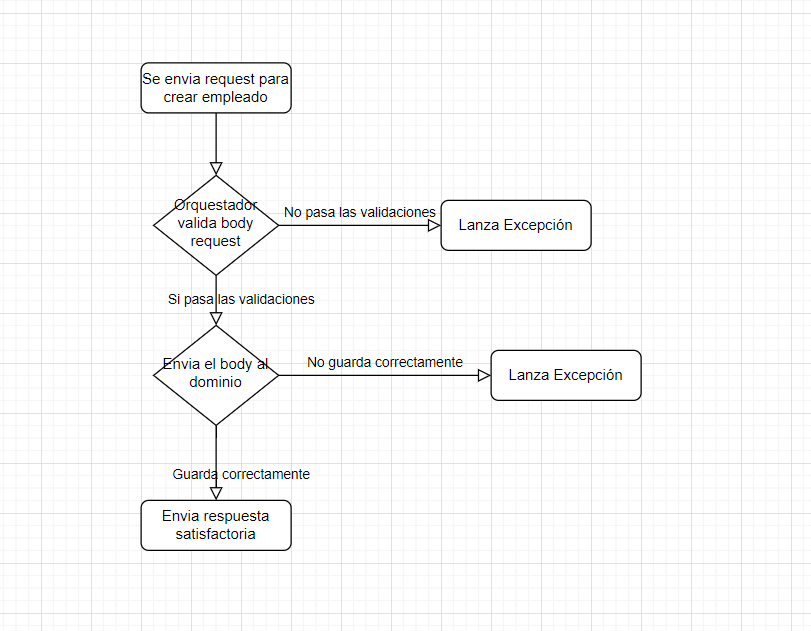 Se envia request para
crear empleado
Orquestador
valida body
request
No pasa las validaciones
Lanza Excepción
Si pasa las validaciones
Envia el body al
dominio
No guarda correctamente
Lanza Excepción
Guarda correctamente
Envia respuesta
satisfactoria